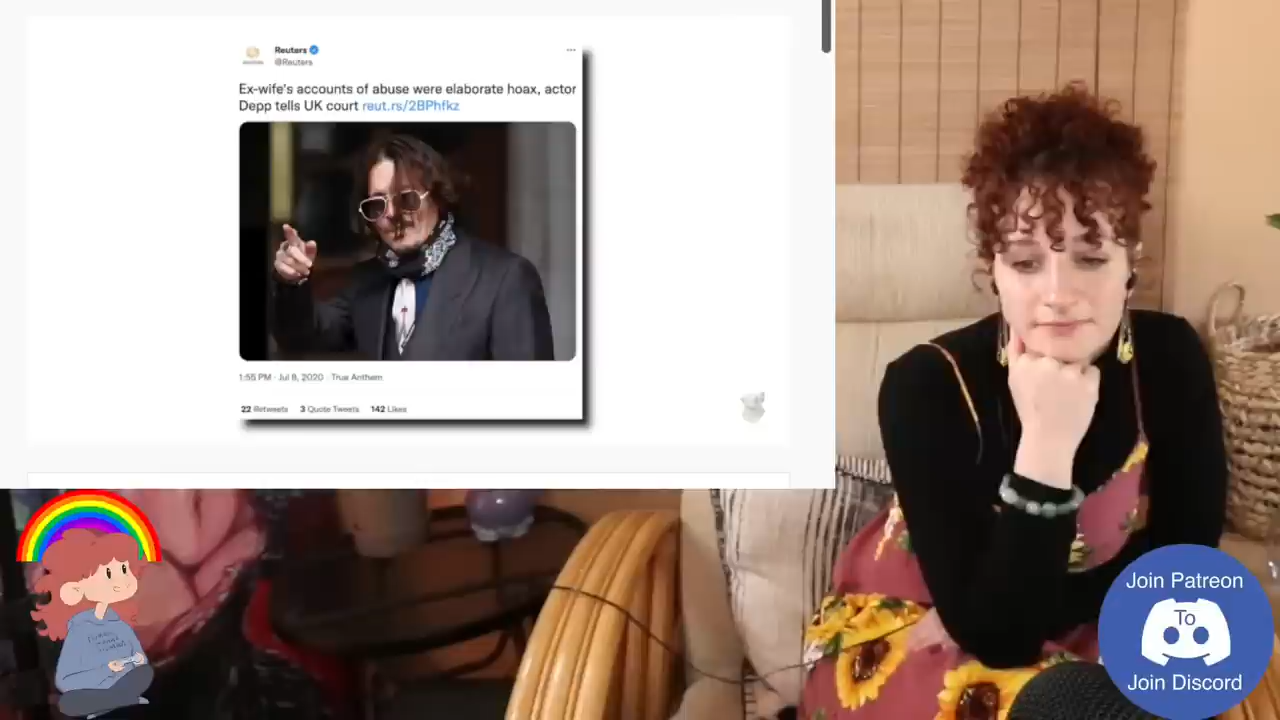 Reuters
@Reuters
Ex-wife's accounts of abuse were elaborate hoax, actor
Depp tells UK court reut.rs/2BPhfkz
1:55 PM · Jul 8, 2020 · True Anthem
22 Retweets 3 Quote Tweets 142 Likes
Join Patreon
To
Join Discord